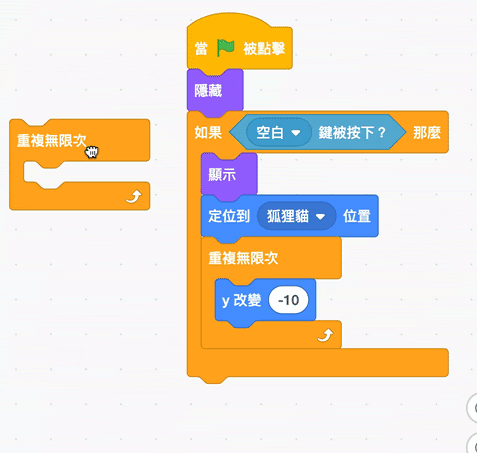 當 被點擊
隱藏
如果 空白 鍵被按下？ 那麼
重複無限次
顯示
定位到 狐狸貓 位置
重複無限次
y 改變 -10